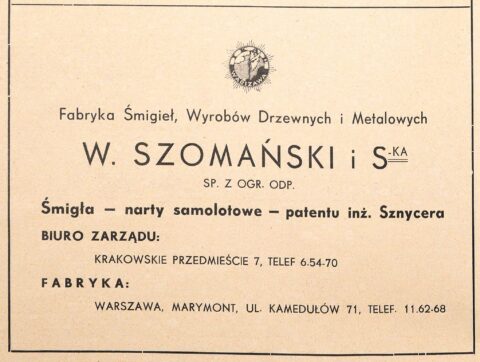 WARSZAWA
Fabryka Śmigieł, Wyrobów Drzewnych i Metalowych
W. SZOMAŃSKI i S-KA
SP. Z OGR. ODP.
Śmigła — narty samolotowe — patentu inż. Sznycera
BIURO ZARZĄDU:
KRAKOWSKIE PRZEDMIEŚCIE 7, TELEF 6.54-70
FABRYKA:
WARSZAWA, MARYMONT, UL. KAMEDUŁÓW 71, TELEF. 11.62-68